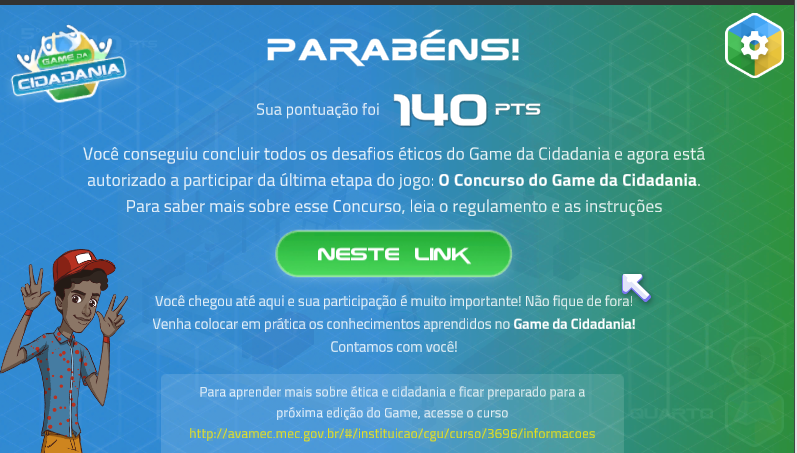 GAME DA
CIDADANIA
PARABÉNS!
Sua pontuação foi 140 PTS
Você conseguiu concluir todos os desafios éticos do Game da Cidadania e agora está
autorizado a participar da última etapa do jogo: O Concurso do Game da Cidadania.
Para saber mais sobre esse Concurso, leia o regulamento e as instruções
NESTE LINK
Você chegou até aqui e sua participação é muito importante! Não fique de fora!
Venha colocar em prática os conhecimentos aprendidos no Game da Cidadania!
Contamos com você!
Para aprender mais sobre ética e cidadania e ficar preparado para a
próxima edição do Game, acesse o curso
http://avamec.mec.gov.br/#/instituicao/cgu/curso/3696/informacoes
QUARTO